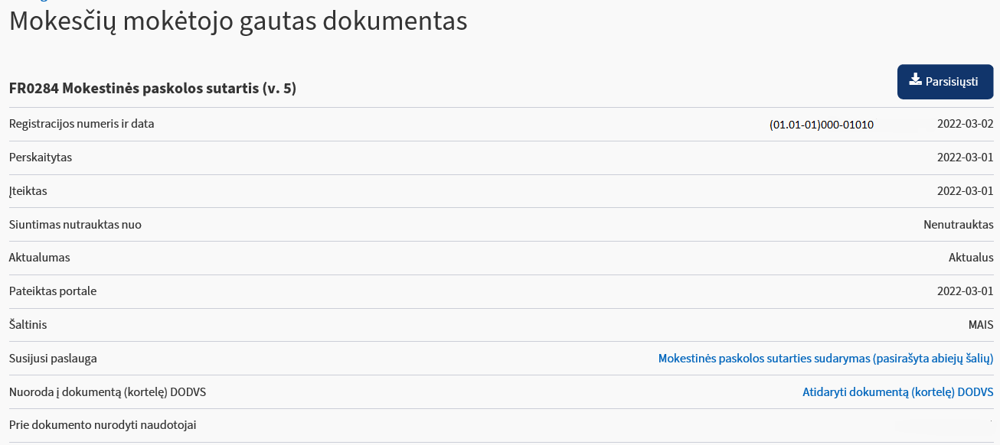 Mokesčių mokėtojo gautas dokumentas
FR0284 Mokestinės paskolos sutartis (v. 5)
Parsisiųsti
Registracijos numeris ir data (01.01-01)000-01010 2022-03-02
Perskaitytas 2022-03-01
Įteiktas 2022-03-01
Siuntimas nutrauktas nuo Nenutrauktas
Aktualumas Aktualus
Pateiktas portale 2022-03-01
Šaltinis MAIS
Susijusi paslauga Mokestinės paskolos sutarties sudarymas (pasirašyta abiejų šalių)
Nuoroda į dokumentą (kortelę) DODVS Atidaryti dokumentą (kortelę) DODVS
Prie dokumento nurodyti naudotojai